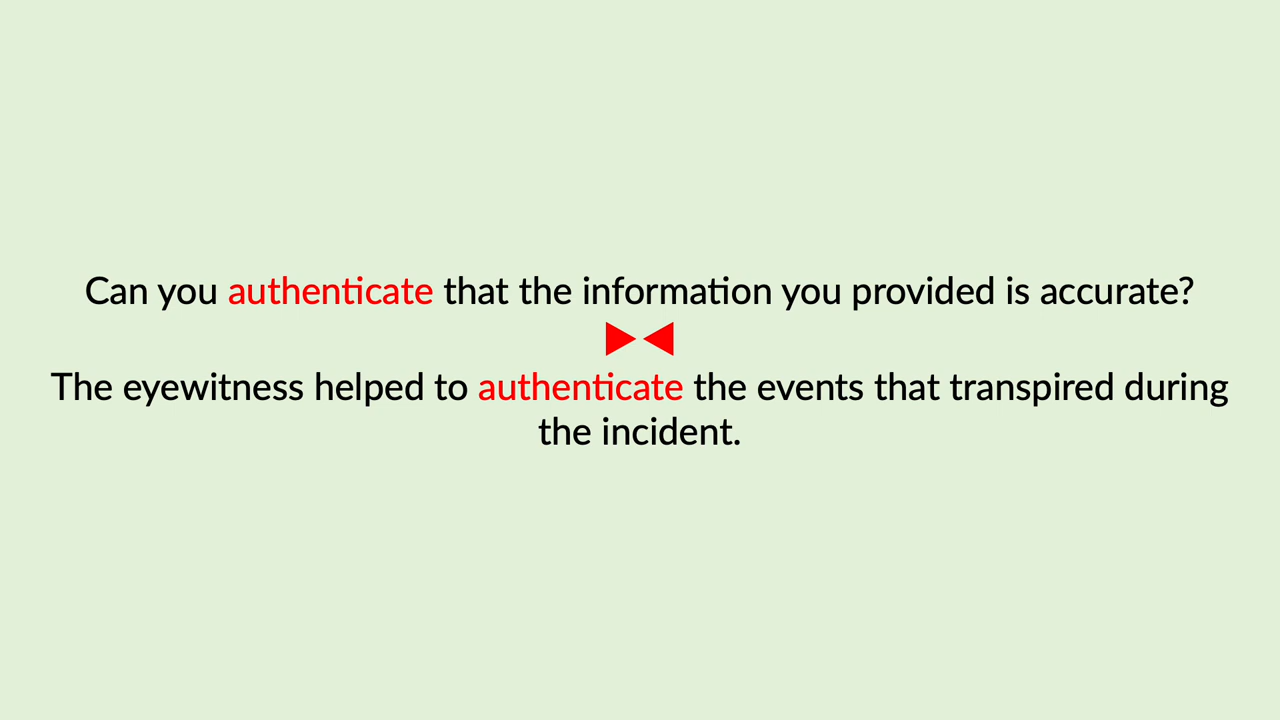 Can you authenticate that the information you provided is accurate?
▶◀
The eyewitness helped to authenticate the events that transpired during
the incident.